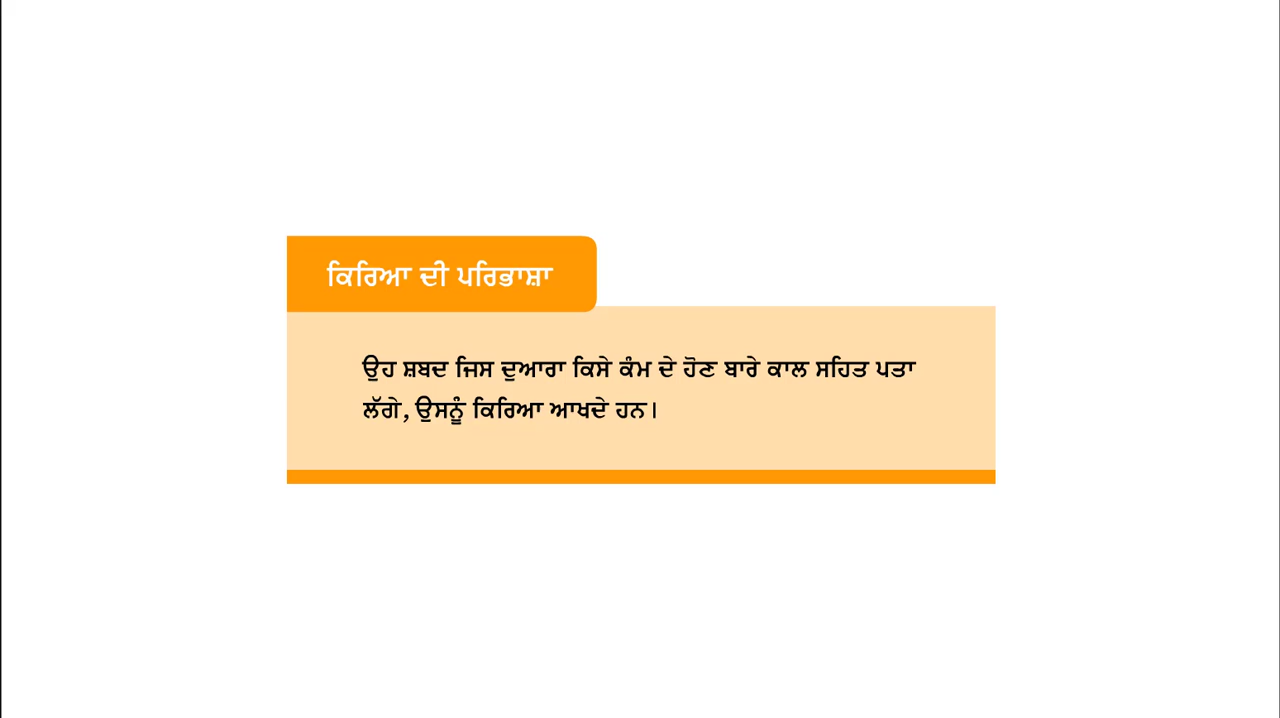 ਕਿਰਿਆ ਦੀ ਪਰਿਭਾਸ਼ਾ
ਉਹ ਸ਼ਬਦ ਜਿਸ ਦੁਆਰਾ ਕਿਸੇ ਕੰਮ ਦੇ ਹੋਣ ਬਾਰੇ ਕਾਲ ਸਹਿਤ ਪਤਾ
ਲੱਗੇ, ਉਸਨੂੰ ਕਿਰਿਆ ਆਖਦੇ ਹਨ।